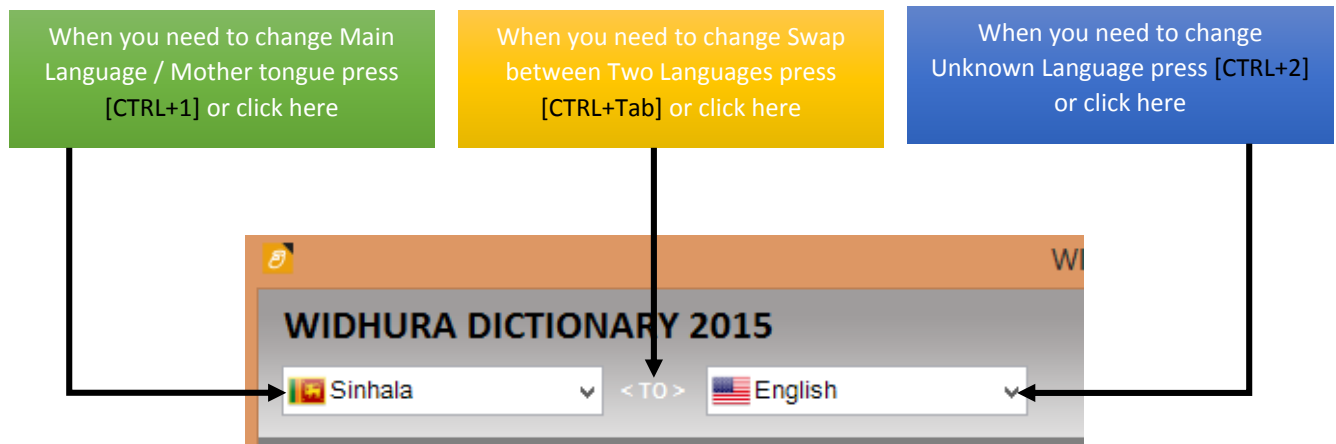 When you need to change Main
Language / Mother tongue press
[CTRL+1] or click here
When you need to change Swap
between Two Languages press
[CTRL+Tab] or click here
When you need to change
Unknown Language press [CTRL+2]
or click here
WIDHURA DICTIONARY 2015
Sinhala
< TO >
English